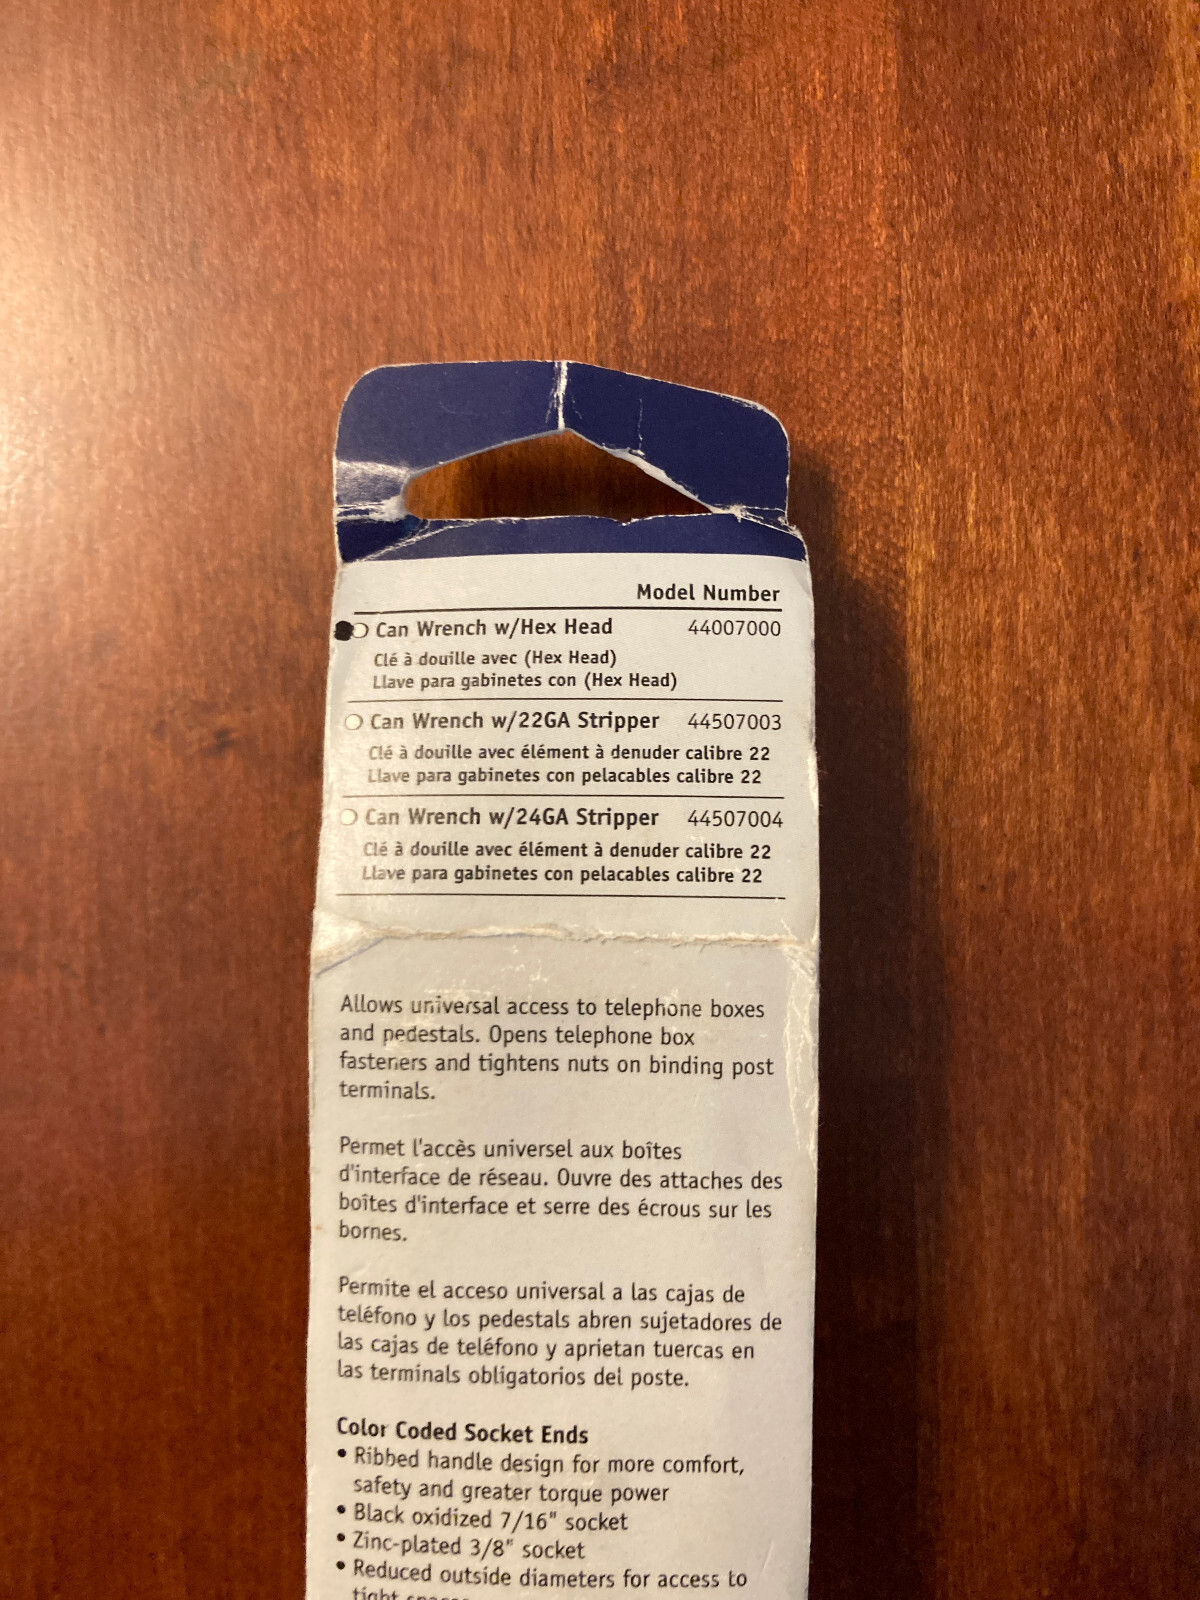 Model Number
Can Wrench w/Hex Head 44007000
Clé à douille avec (Hex Head)
Llave para gabinetes con (Hex Head)
Can Wrench w/22GA Stripper 44507003
Clé à douille avec élément à denuder calibre 22
Llave para gabinetes con pelacables calibre 22
Can Wrench w/24GA Stripper 44507004
Clé à douille avec élément à denuder calibre 22
Llave para gabinetes con pelacables calibre 22
Allows universal access to telephone boxes
and pedestals. Opens telephone box
fasteners and tightens nuts on binding post
terminals.
Permet l'accès universel aux boîtes
d'interface de réseau. Ouvre des attaches des
boîtes d'interface et serre des écrous sur les
bornes.
Permite el acceso universal a las cajas de
teléfono y los pedestals abren sujetadores de
las cajas de teléfono y aprietan tuercas en
las terminals obligatorios del poste.
Color Coded Socket Ends
• Ribbed handle design for more comfort,
safety and greater torque power
• Black oxidized 7/16" socket
• Zinc-plated 3/8" socket
• Reduced outside diameters for access to
tight